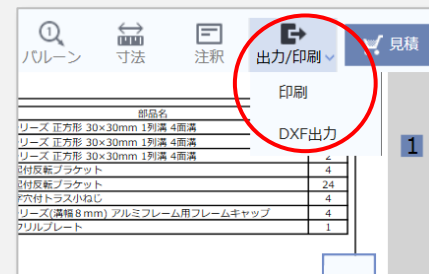 1
バルーン 寸法 注釈 出力/印刷 見積
印刷
DXF出力
1
部品名
リーズ 正方形 30×30mm 1列溝 4面溝
リーズ 正方形 30×30mm 1列溝 4面溝
リーズ 正方形 30×30mm 1列溝 4面溝 2
付反転ブラケット 4
付反転ブラケット 24
穴付トラス小ねじ 4
リーズ(溝幅8mm) アルミフレーム用フレームキャップ 4
クリルプレート 1